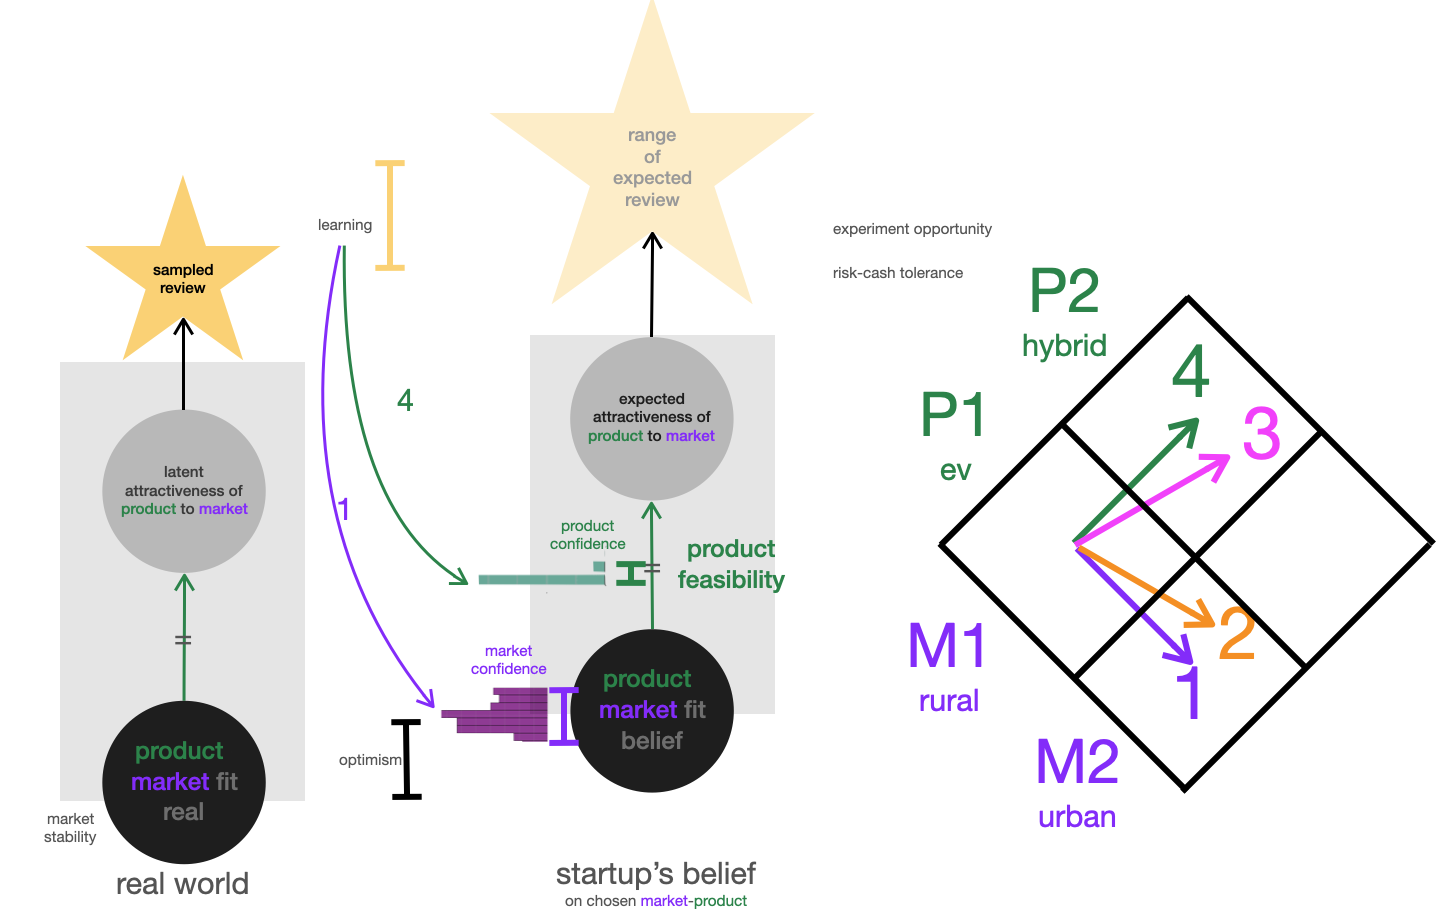 sampled
review
latent
attractiveness of
product to market
product
market fit
real
market
stability
real world
learning
4
1
optimism
range
of
expected
review
expected
attractiveness of
product to market
product
confidence
product
feasibility
market
confidence
product
market fit
belief
startup's belief
on chosen market-product
experiment opportunity
risk-cash tolerance
P2
hybrid
P1
ev
4
3
2
1
M1
rural
M2
urban